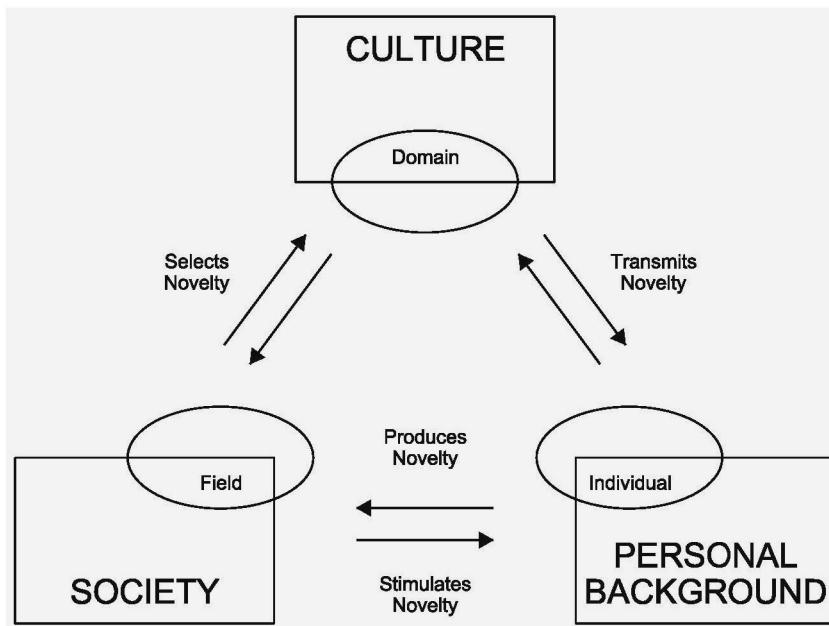 CULTURE
Domain
Selects
Novelty
Transmits
Novelty
Produces
Novelty
Field
Individual
SOCIETY
Stimulates
Novelty
PERSONAL
BACKGROUND